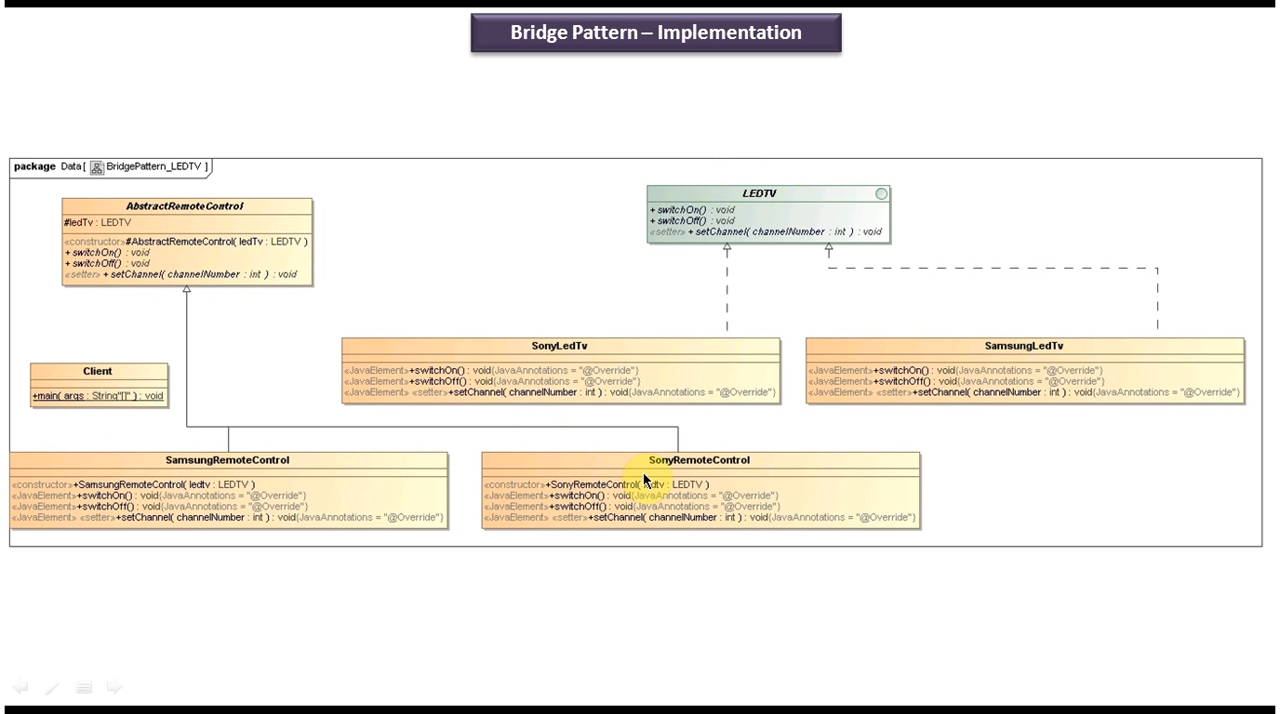 Bridge Pattern – Implementation
package Data[ BridgePattern_LEDTV ]
AbstractRemoteControl
#ledTv : LEDTV
«constructor»#AbstractRemoteControl( ledTv : LEDTV )
+switchOn() : void
+switchOff() : void
«setter» +setChannel( channelNumber : int ) : void
LEDTV
+switchOn() : void
+switchOff() : void
«setter» +setChannel( channelNumber : int ) : void
Client
+main( args : String"[]" ) : void
SonyLedTv
«JavaElement»+switchOn() : void{JavaAnnotations = "@Override"}
«JavaElement»+switchOff() : void{JavaAnnotations = "@Override"}
«JavaElement» «setter»+setChannel( channelNumber : int ) : void{JavaAnnotations = "@Override"}
SamsungLedTv
«JavaElement»+switchOn() : void{JavaAnnotations = "@Override"}
«JavaElement»+switchOff() : void{JavaAnnotations = "@Override"}
«JavaElement» «setter»+setChannel( channelNumber : int ) : void{JavaAnnotations = "@Override"}
SamsungRemoteControl
«constructor»+SamsungRemoteControl( ledtv : LEDTV )
«JavaElement»+switchOn() : void{JavaAnnotations = "@Override"}
«JavaElement»+switchOff() : void{JavaAnnotations = "@Override"}
«JavaElement» «setter»+setChannel( channelNumber : int ) : void{JavaAnnotations = "@Override"}
SonyRemoteControl
«constructor»+SonyRemoteControl( ledtv : LEDTV )
«JavaElement»+switchOn() : void{JavaAnnotations = "@Override"}
«JavaElement»+switchOff() : void{JavaAnnotations = "@Override"}
«JavaElement» «setter»+setChannel( channelNumber : int ) : void{JavaAnnotations = "@Override"}